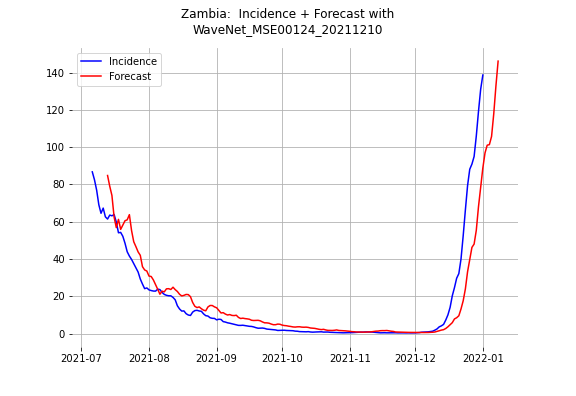 Zambia:  Incidence + Forecast with
WaveNet_MSE00124_20211210
Incidence
Forecast
140
120
100
80
60
40
20
0
2021-07 2021-08 2021-09 2021-10 2021-11 2021-12 2022-01